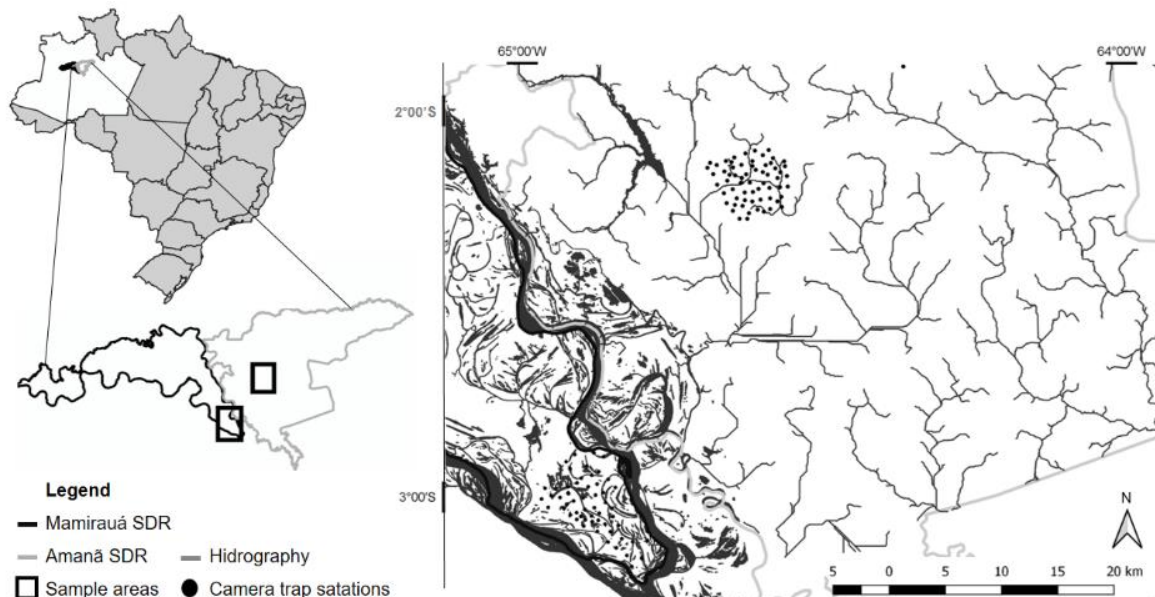 65°00'W
64°00'W
2°00'S
3°00'S
N
Legend
Mamirauá SDR
Amanã SDR
Hidrography
Sample areas
Camera trap satations
5 0 5 10 15 20 km